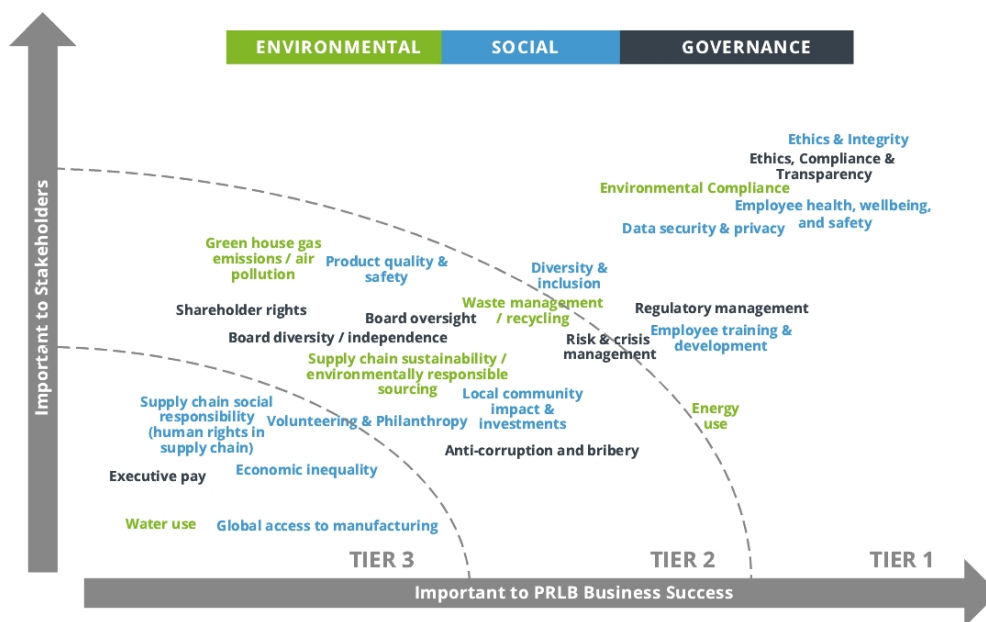 ENVIRONMENTAL
SOCIAL
GOVERNANCE
Important to Stakeholders
Ethics & Integrity
Ethics, Compliance &
Transparency
Environmental Compliance
Employee health, wellbeing,
and safety
Data security & privacy
Green house gas
emissions / air
pollution
Product quality &
safety
Diversity &
inclusion
Waste management
/ recycling
Shareholder rights
Board oversight
Regulatory management
Board diversity / independence
Risk & crisis
management
Employee training &
development
Supply chain sustainability /
environmentally responsible
sourcing
Supply chain social
responsibility
(human rights in
supply chain)
Volunteering & Philanthropy
Local community
impact &
investments
Energy
use
Anti-corruption and bribery
Executive pay
Economic inequality
Water use
Global access to manufacturing
TIER 3
TIER 2
TIER 1
Important to PRLB Business Success